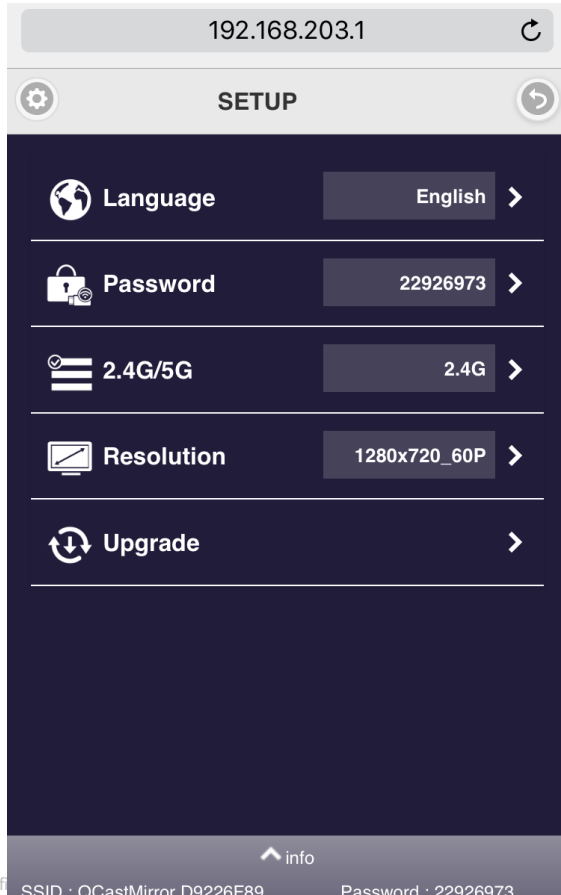 192.168.203.1
SETUP
Language English
Password 22926973
2.4G/5G 2.4G
Resolution 1280x720_60P
Upgrade
info
SSID : QCastMirror D9226E89 Password : 22926973